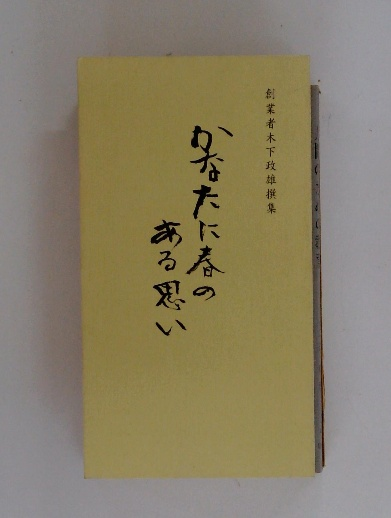 創業者木下政雄撰集
かなたに春の
ある思い